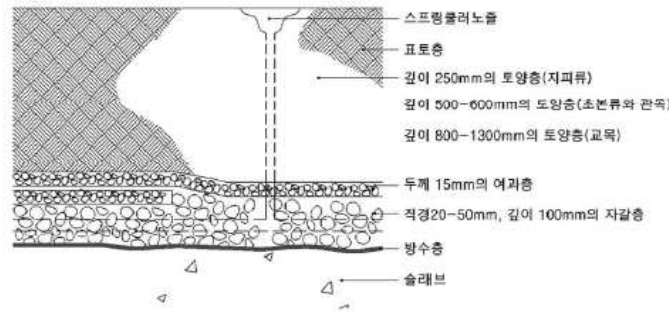 스프링쿨러노즐
표토층
깊이 250mm의 토양층(지피류)
깊이 500-600mm의 토양층(초본류와 관목)
깊이 800-1300mm의 토양층(교목)
두께 15mm의 여과층
직경20-50mm, 깊이 100mm의 자갈층
방수층
슬래브